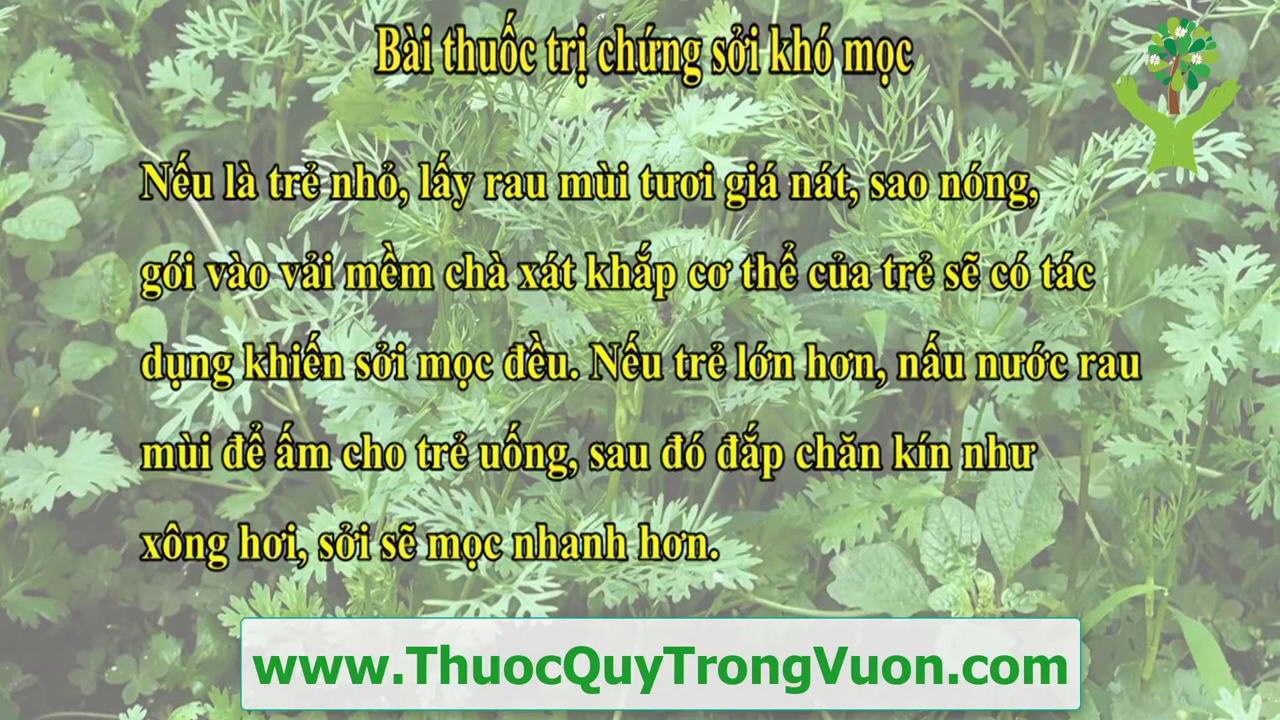 Bài thuốc trị chứng sởi khó mọc
Nếu là trẻ nhỏ, lấy rau mùi tươi giá nát, sao nóng,
gói vào vải mềm chà xát khắp cơ thể của trẻ sẽ có tác
dụng khiến sởi mọc đều. Nếu trẻ lớn hơn, nấu nước rau
mùi để ấm cho trẻ uống, sau đó đắp chăn kín như
xông hơi, sởi sẽ mọc nhanh hơn.
www.ThuocQuyTrongVuon.com